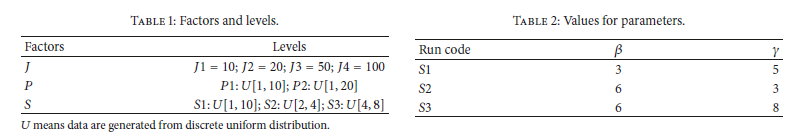 TABLE 1: Factors and levels.
Factors Levels
J J1 = 10; J2 = 20; J3 = 50; J4 = 100
P P1: U[1, 10]; P2: U[1, 20]
S S1: U[1, 10]; S2: U[2, 4]; S3: U[4, 8]
U means data are generated from discrete uniform distribution.
TABLE 2: Values for parameters.
Run code β γ
S1 3 5
S2 6 3
S3 6 8